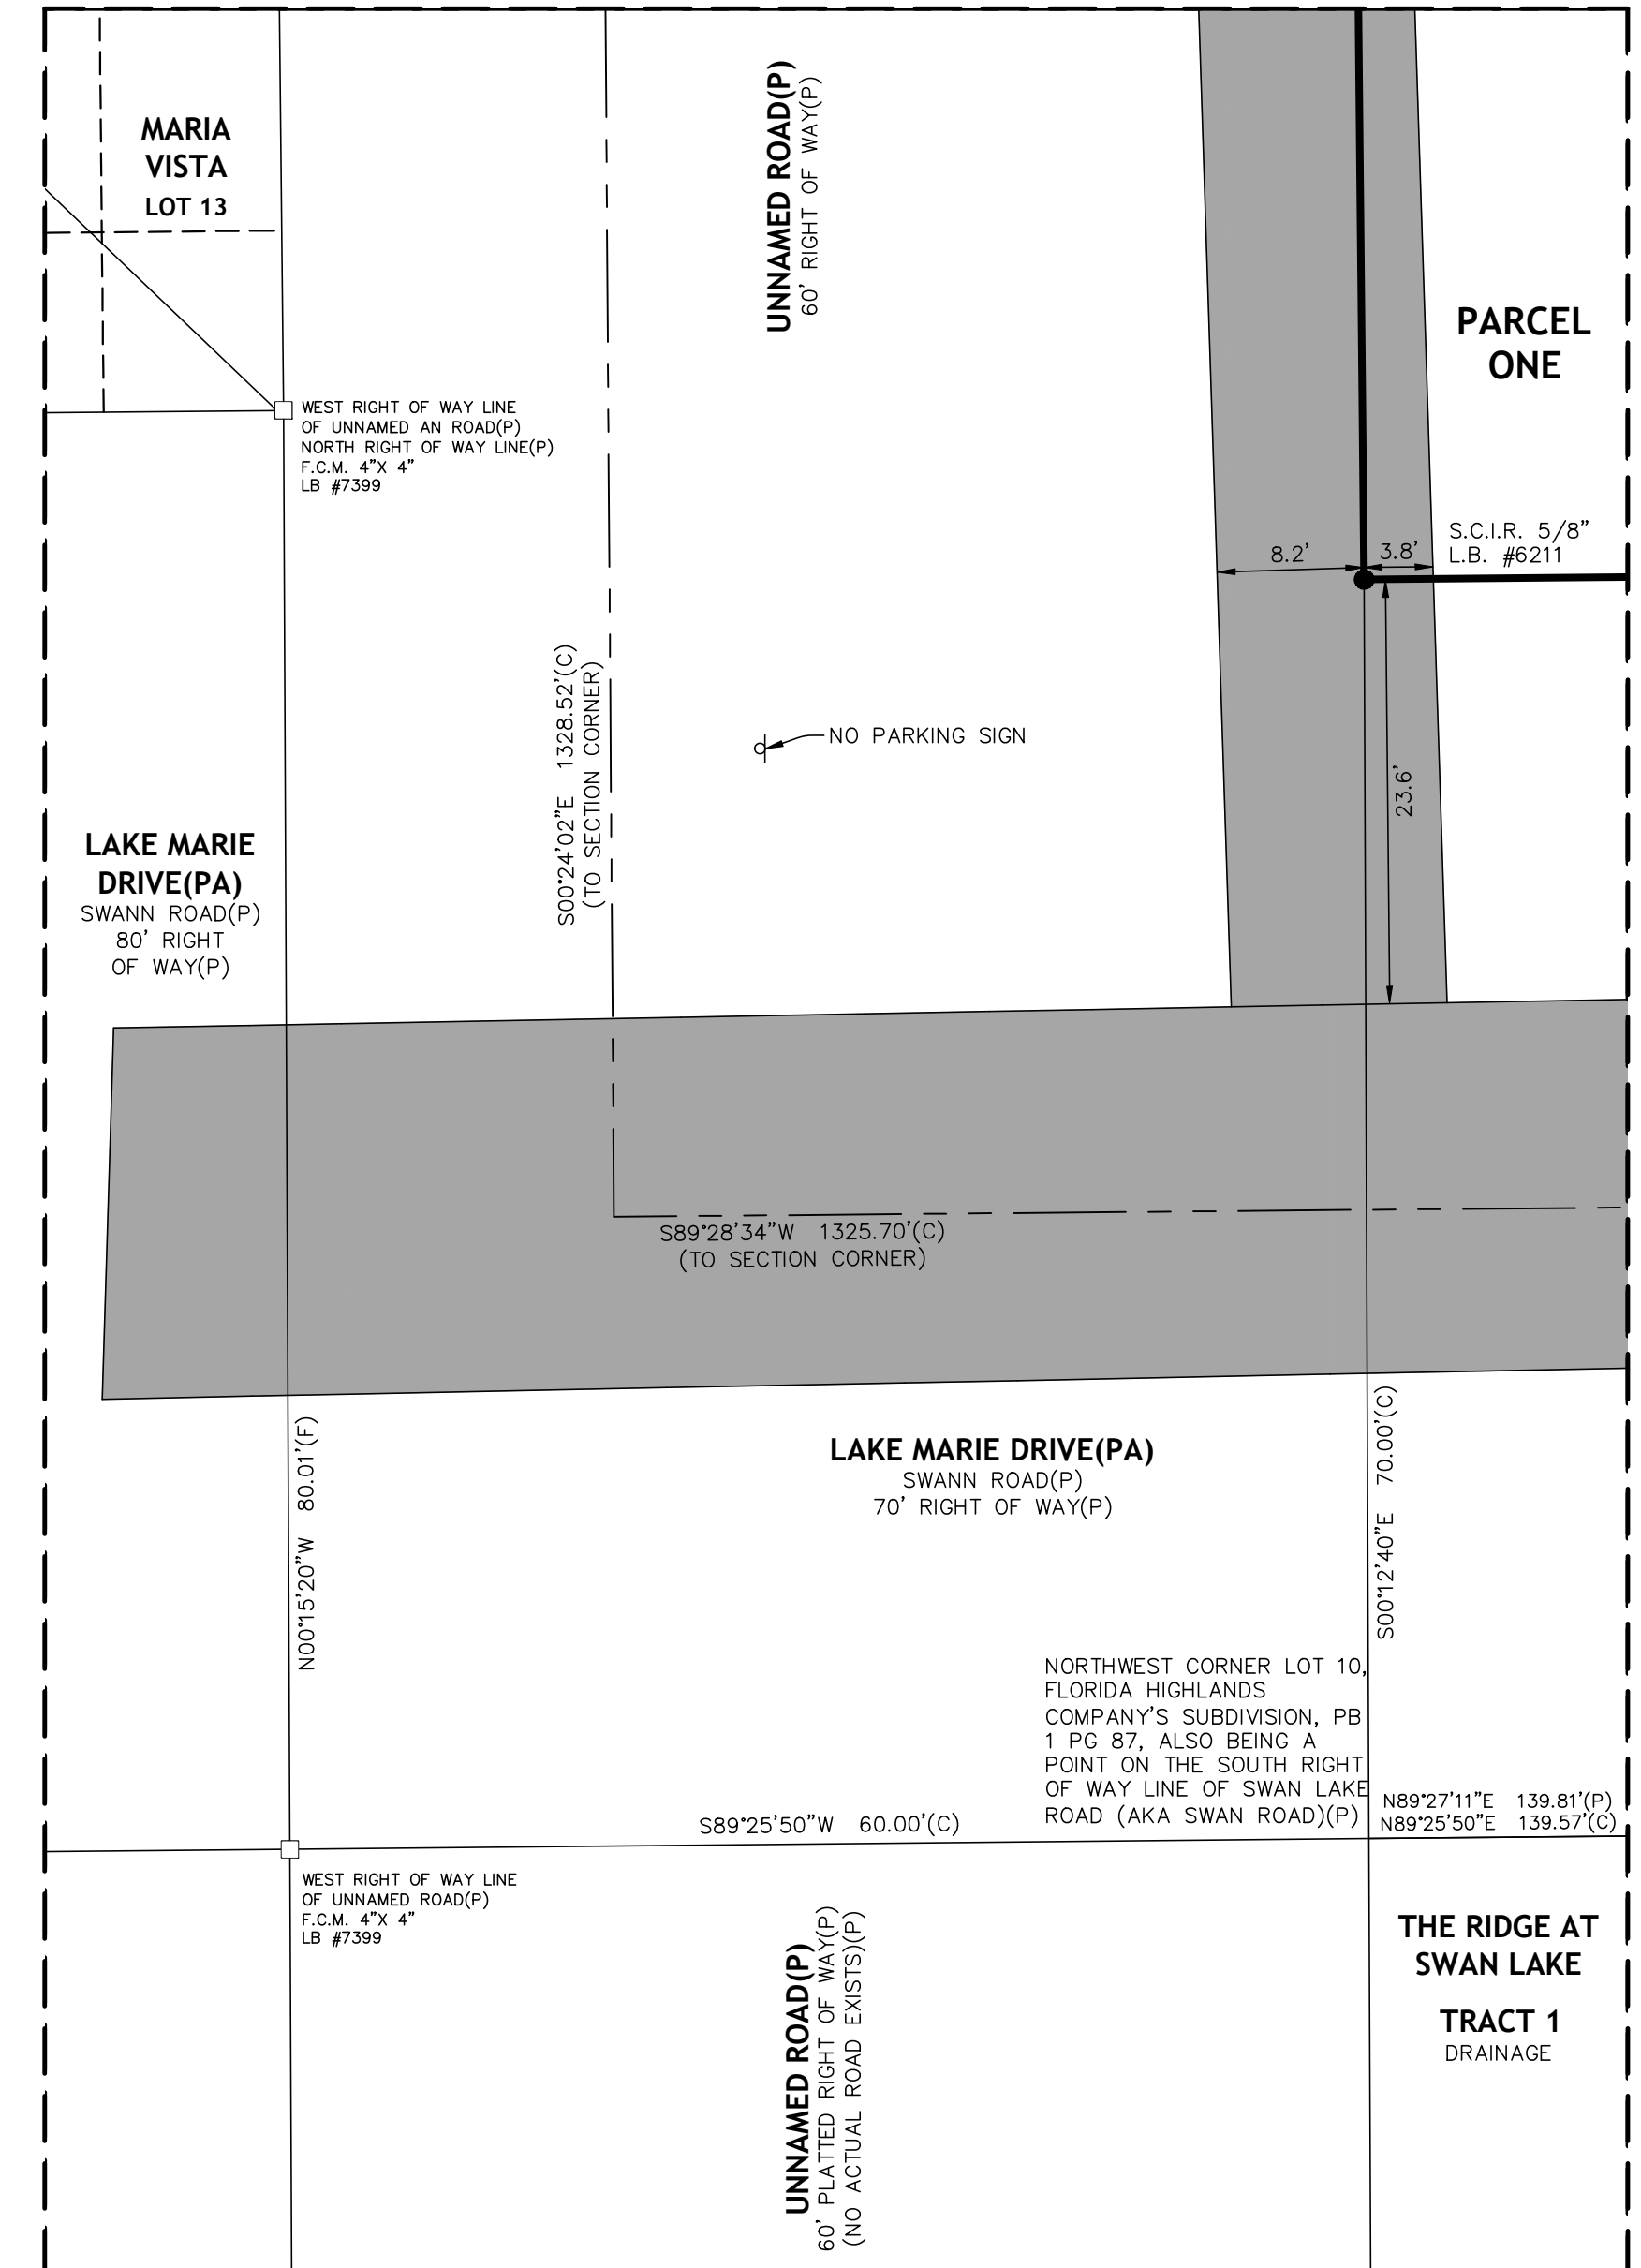 MARIA
VISTA
LOT 13
UNNAMED ROAD(P)
60' RIGHT OF WAY(P)
PARCEL
ONE
WEST RIGHT OF WAY LINE
OF UNNAMED AN ROAD(P)
NORTH RIGHT OF WAY LINE(P)
F.C.M. 4"X 4"
LB #7399
S.C.I.R. 5/8"
L.B. #6211
8.2'
3.8'
S00°24'02"E 1328.52'(C)
(TO SECTION CORNER)
NO PARKING SIGN
23.6'
LAKE MARIE
DRIVE(PA)
SWANN ROAD(P)
80' RIGHT
OF WAY(P)
S89°28'34"W 1325.70'(C)
(TO SECTION CORNER)
N00°15'20"W 80.01'(F)
LAKE MARIE DRIVE(PA)
SWANN ROAD(P)
70' RIGHT OF WAY(P)
S00°12'40"E 70.00'(C)
NORTHWEST CORNER LOT 10,
FLORIDA HIGHLANDS
COMPANY'S SUBDIVISION, PB
1 PG 87, ALSO BEING A
POINT ON THE SOUTH RIGHT
OF WAY LINE OF SWAN LAKE
ROAD (AKA SWAN ROAD)(P)
N89°27'11"E 139.81'(P)
N89°25'50"E 139.57'(C)
S89°25'50"W 60.00'(C)
WEST RIGHT OF WAY LINE
OF UNNAMED ROAD(P)
F.C.M. 4"X 4"
LB #7399
UNNAMED ROAD(P)
60' PLATTED RIGHT OF WAY(P)
(NO ACTUAL ROAD EXISTS)(P)
THE RIDGE AT
SWAN LAKE
TRACT 1
DRAINAGE